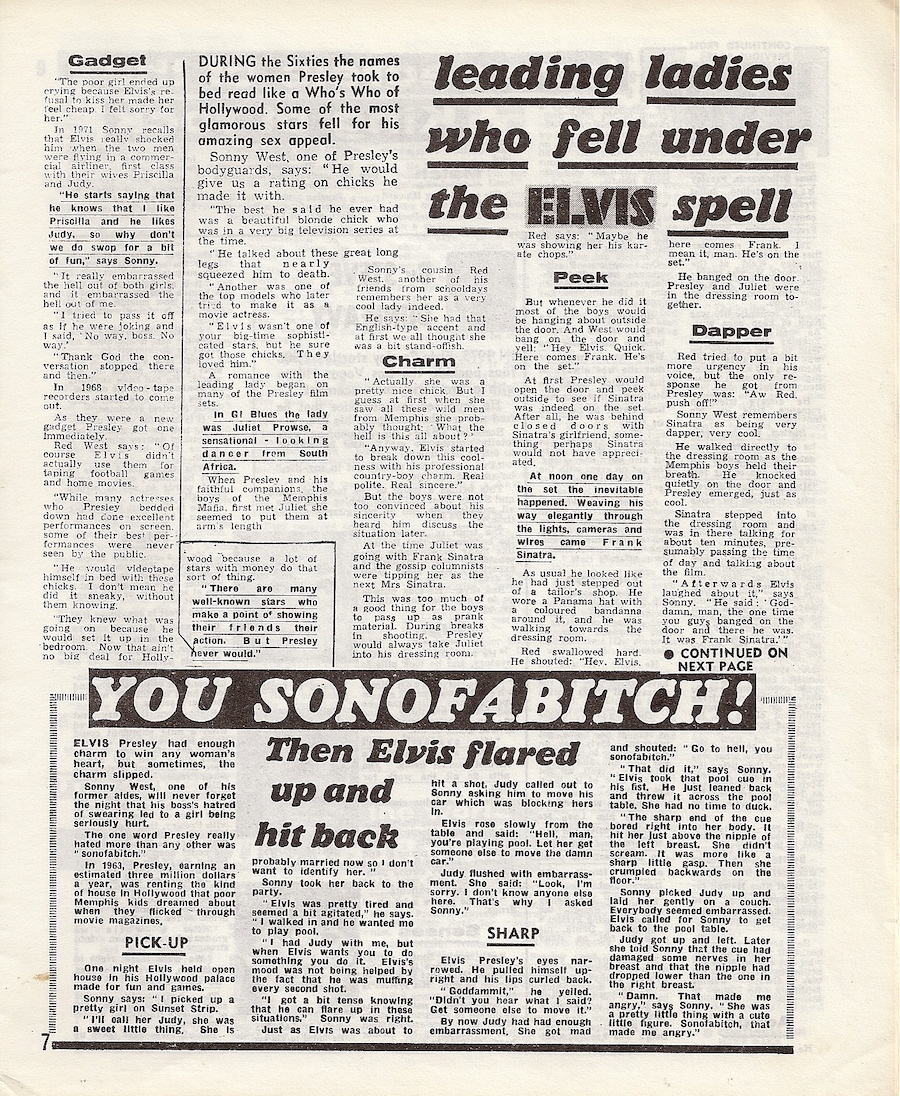 Gadget
"The poor girl ended up
crying because Elvis's re-
fusal to kiss her made her
feel cheap. I felt sorry for
her."
In 1971 Sonny recalls
that Elvis really shocked
him when the two men
were flying in a commer-
cial airliner, first class
with their wives Priscilla
and Judy.
"He starts saying that
he knows that I like
Priscilla and he likes
Judy, so why don't
we do swop for a bit
of fun," says Sonny.
"It really embarrassed
the hell out of both girls,
and it embarrassed the
hell out of me.
"I tried to pass it off
as if he were joking and
I said, 'No way, boss. No
way.'
"Thank God the con-
versation stopped there
and then."
In 1968 video-tape
recorders started to come
out.
As they were a new
gadget Presley got one
immediately.
Red West says: "Of
course Elvis didn't
actually use them for
taping football games
and home movies.
"While many actresses
who Presley bedded
down had done excellent
performances on screen,
some of their best per-
formances were never
seen by the public.
"He would videotape
himself in bed with these
chicks. I don't mean he
did it sneaky, without
them knowing.
"They knew what was
going on because he
would set it up in the
bedroom. Now that ain't
no big deal for Holly-
wood because a lot of
stars with money do that
sort of thing.
"There are many
well-known stars who
make a point of showing
their friends their
action. But Presley
never would."
leading ladies
who fell under
the ELVIS spell
DURING the Sixties the names
of the women Presley took to
bed read like a Who's Who of
Hollywood. Some of the most
glamorous stars fell for his
amazing sex appeal.
Sonny West, one of Presley's
bodyguards, says: "He would
give us a rating on chicks he
made it with.
"The best he said he ever had
was a beautiful blonde chick who
was in a very big television series at
the time.
"He talked about these great long
legs that nearly
squeezed him to death.
"Another was one of
the top models who later
tried to make it as a
movie actress.
"Elvis wasn't one of
your big-time sophisti-
cated stars, but he sure
got those chicks. They
loved him."
A romance with the
leading lady began on
many of the Presley film
sets.
In GI Blues the lady
was Juliet Prowse, a
sensational-looking
dancer from South
Africa.
When Presley and his
faithful companions, the
boys of the Memphis
Mafia, first met Juliet she
seemed to put them at
arm's length
Sonny's cousin Red
West, another of his
friends from schooldays
remembers her as a very
cool lady indeed.
He says: "She had that
English-type accent and
at first we all thought she
was a bit stand-offish.
Charm
"Actually she was a
pretty nice chick. But I
guess at first when she
saw all these wild men
from Memphis she prob-
ably thought: 'What the
hell is this all about?'
"Anyway, Elvis started
to break down this cool-
ness with his professional
country-boy charm. Real
polite. Real sincere."
But the boys were not
too convinced about his
sincerity when they
heard him discuss the
situation later.
At the time Juliet was
going with Frank Sinatra
and the gossip columnists
were tipping her as the
next Mrs Sinatra.
This was too much of
a good thing for the boys
to pass up as prank
material. During breaks
in shooting, Presley
would always take Juliet
into his dressing room.
Red says: "Maybe he
was showing her his kar-
ate chops."
Peek
But whenever he did it
most of the boys would
be hanging about outside
the door. And West would
bang on the door and
yell: "Hey Elvis. Quick.
Here comes Frank. He's
on the set."
At first Presley would
open the door and peek
outside to see if Sinatra
was indeed on the set.
After all, he was behind
closed doors with
Sinatra's girlfriend, some-
thing perhaps Sinatra
would not have appreci-
ated.
At noon one day on
the set the inevitable
happened. Weaving his
way elegantly through
the lights, cameras and
wires came Frank
Sinatra.
As usual he looked like
he had just stepped out
of a tailor's shop. He
wore a Panama hat with
a coloured bandanna
around it, and he was
walking towards the
dressing room.
Red swallowed hard.
He shouted: "Hey, Elvis,
here comes Frank. I
mean it, man. He's on the
set."
He banged on the door.
Presley and Juliet were
in the dressing room to-
gether.
Dapper
Red tried to put a bit
more urgency in his
voice, but the only re-
sponse he got from
Presley was: "Aw Red,
push off!"
Sonny West remembers
Sinatra as being very
dapper, very cool.
He walked directly to
the dressing room as the
Memphis boys held their
breath. He knocked
quietly on the door and
Presley emerged, just as
cool.
Sinatra stepped into
the dressing room and
was in there talking for
about ten minutes, pre-
sumably passing the time
of day and talking about
the film.
"Afterwards Elvis
laughed about it," says
Sonny. "He said: 'God-
damn, man, the one time
you guys banged on the
door and there he was.
It was Frank Sinatra.'"
● CONTINUED ON
NEXT PAGE
YOU SONOFABITCH!
Then Elvis flared
up and
hit back
ELVIS Presley had enough
charm to win any woman's
heart, but sometimes, the
charm slipped.
Sonny West, one of his
former aides, will never forget
the night that his boss's hatred
of swearing led to a girl being
seriously hurt.
The one word Presley really
hated more than any other was
"sonofabitch."
In 1963, Presley, earning an
estimated three million dollars
a year, was renting the kind
of house in Hollywood that poor
Memphis kids dreamed about
when they flicked through
movie magazines.
PICK-UP
One night Elvis held open
house in his Hollywood palace
made for fun and games.
Sonny says: "I picked up a
pretty girl on Sunset Strip.
"I'll call her Judy, she was
a sweet little thing. She is
probably married now so I don't
want to identify her."
Sonny took her back to the
party.
"Elvis was pretty tired and
seemed a bit agitated," he says.
"I walked in and he wanted me
to play pool.
"I had Judy with me, but
when Elvis wants you to do
something you do it. Elvis's
mood was not being helped by
the fact that he was muffing
every second shot.
"I got a bit tense knowing
that he can flare up in these
situations." Sonny was right.
Just as Elvis was about to
hit a shot, Judy called out to
Sonny asking him to move his
car which was blocking hers
in.
Elvis rose slowly from the
table and said: "Hell, man,
you're playing pool. Let her get
someone else to move the damn
car."
Judy flushed with embarrass-
ment. She said: "Look, I'm
sorry. I don't know anyone else
here. That's why I asked
Sonny."
SHARP
Elvis Presley's eyes nar-
rowed. He pulled himself up-
right and his lips curled back.
"Goddammit," he yelled.
"Didn't you hear what I said?
Get someone else to move it."
By now Judy had had enough
embarrassment. She got mad
and shouted: "Go to hell, you
sonofabitch."
"That did it," says Sonny.
"Elvis took that pool cue in
his fist. He just leaned back
and threw it across the pool
table. She had no time to duck.
"The sharp end of the cue
bored right into her body. It
hit her just above the nipple of
the left breast. She didn't
scream. It was more like a
sharp little gasp. Then she
crumpled backwards on the
floor."
Sonny picked Judy up and
laid her gently on a couch.
Everybody seemed embarrassed.
Elvis called for Sonny to get
back to the pool table.
Judy got up and left. Later
she told Sonny that the cue had
damaged some nerves in her
breast and that the nipple had
dropped lower than the one in
the right breast.
"Damn. That made me
angry," says Sonny. "She was
a pretty little thing with a cute
little figure. Sonofabitch, that
made me angry."
7